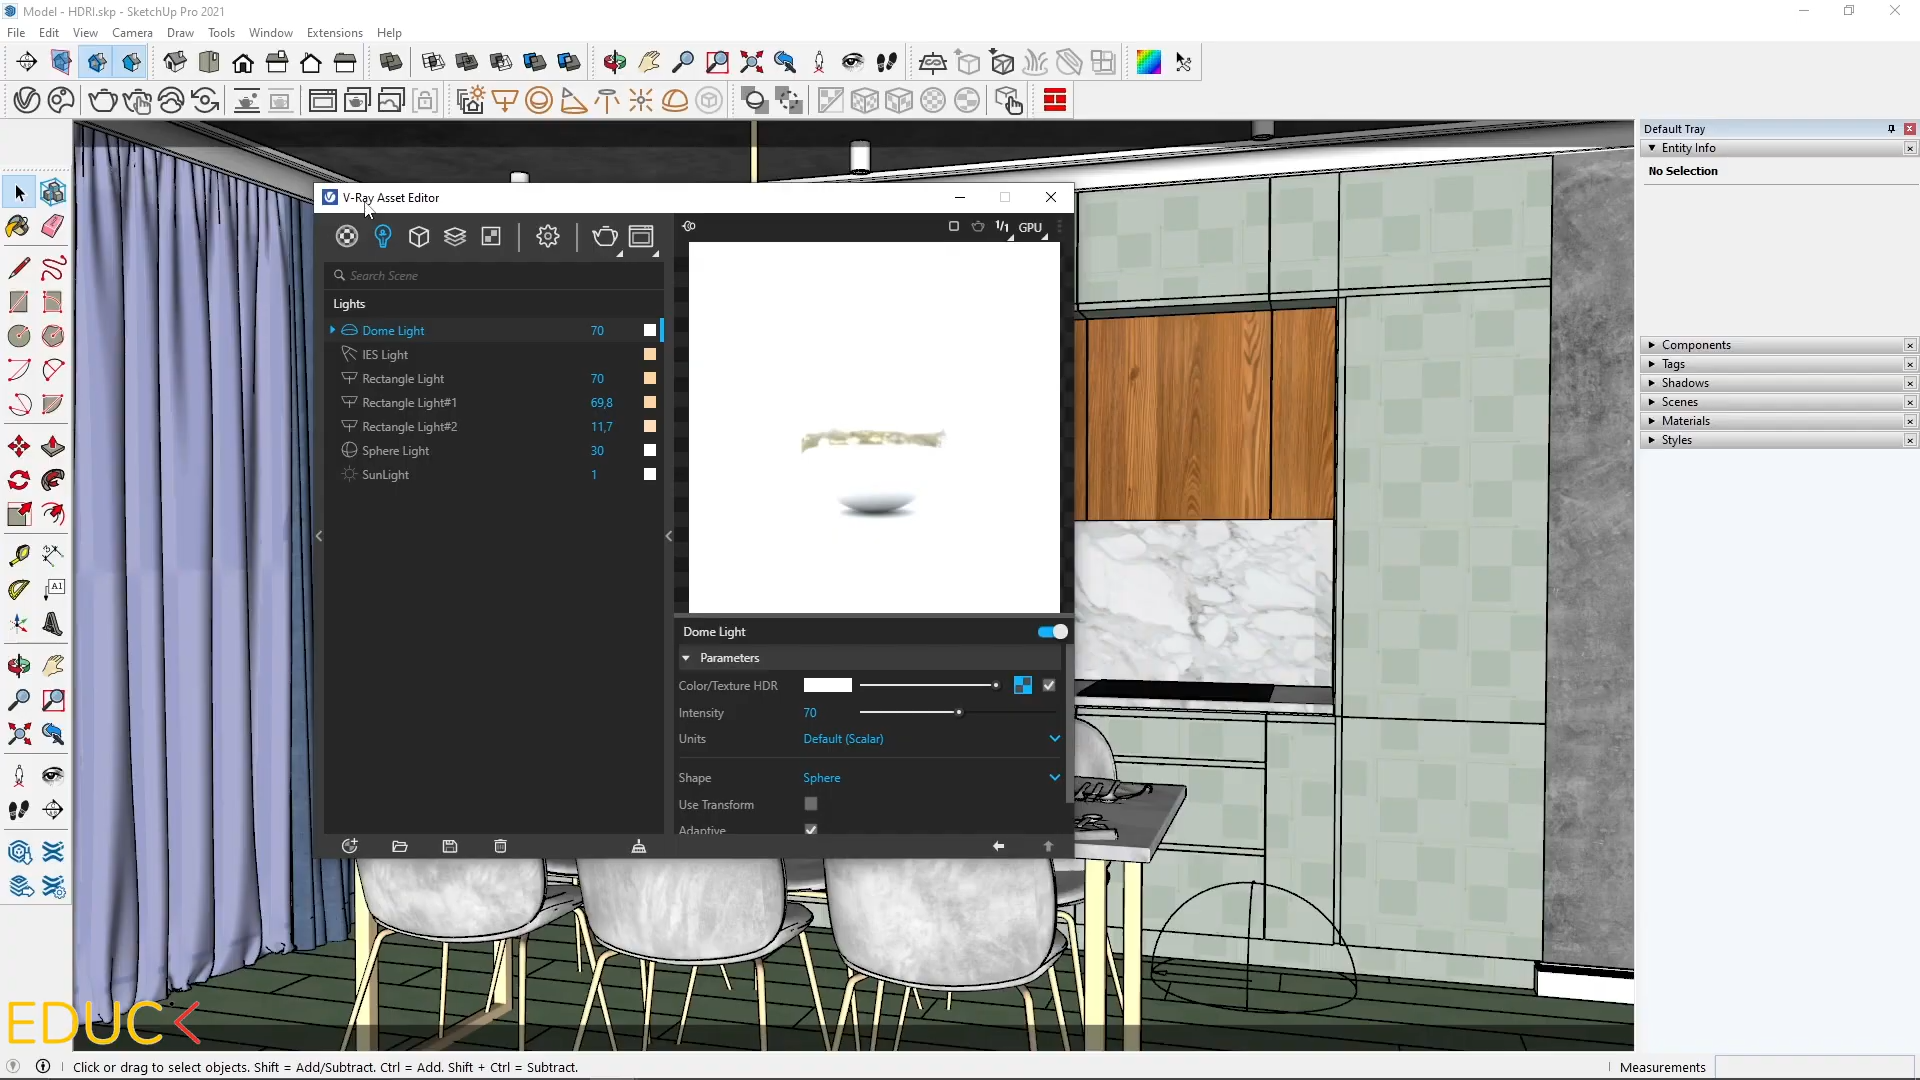 Model - HDRI.skp - SketchUp Pro 2021
File Edit View Camera Draw Tools Window Extensions Help
Default Tray
Entity Info
No Selection
Components
Tags
Shadows
Scenes
Materials
Styles
V-Ray Asset Editor
1/1 GPU
Search Scene
Lights
Dome Light 70
IES Light
Rectangle Light 70
Rectangle Light#1 69,8
Rectangle Light#2 11,7
Sphere Light 30
SunLight 1
Dome Light
Parameters
Color/Texture HDR
Intensity 70
Units Default (Scalar)
Shape Sphere
Use Transform
Adaptive
A1
EDUC
Click or drag to select objects. Shift = Add/Subtract. Ctrl = Add. Shift + Ctrl = Subtract.
Measurements